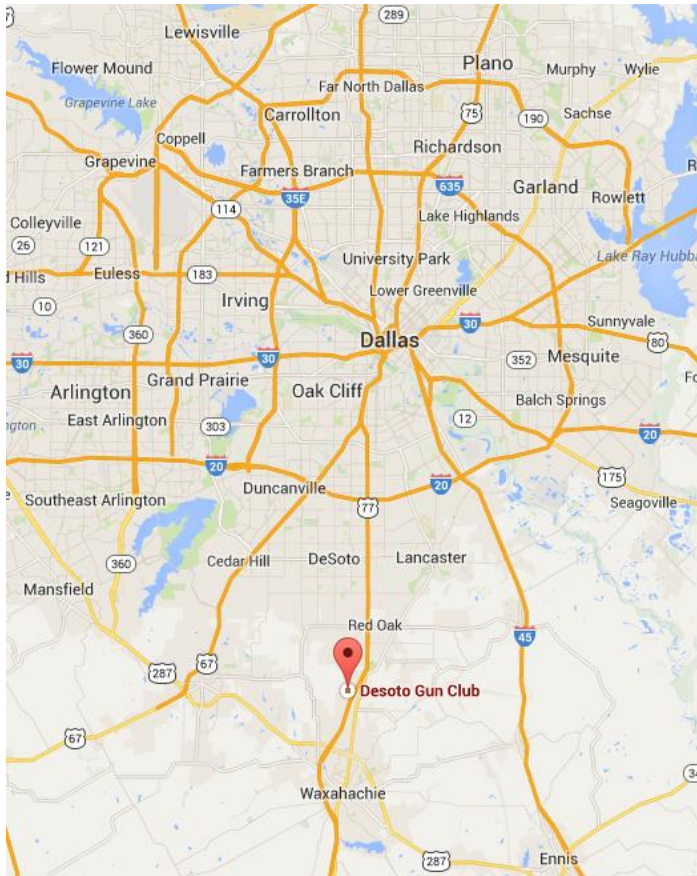 289
Lewisville
Plano
Flower Mound
Murphy
Wylie
Far North Dallas
Grapevine Lake
Carrollton
75
190
Sachse
Coppell
Richardson
Grapevine
Farmers Branch
635
Garland
35E
Rowlett
R
114
Lake Highlands
Colleyville
26
121
University Park
Lake Ray Hubba
d Hills
Euless
183
Lower Greenville
10
Irving
30
Sunnyvale
360
Dallas
80
30
30
352
Mesquite
Arlington
Grand Prairie
Oak Cliff
Fo
Balch Springs
East Arlington
303
12
ngton
20
20
20
175
Southeast Arlington
Duncanville
77
Seagoville
360
Cedar Hill
DeSoto
Lancaster
Mansfield
Red Oak
45
287
67
Desoto Gun Club
67
34
Waxahachie
287
Ennis